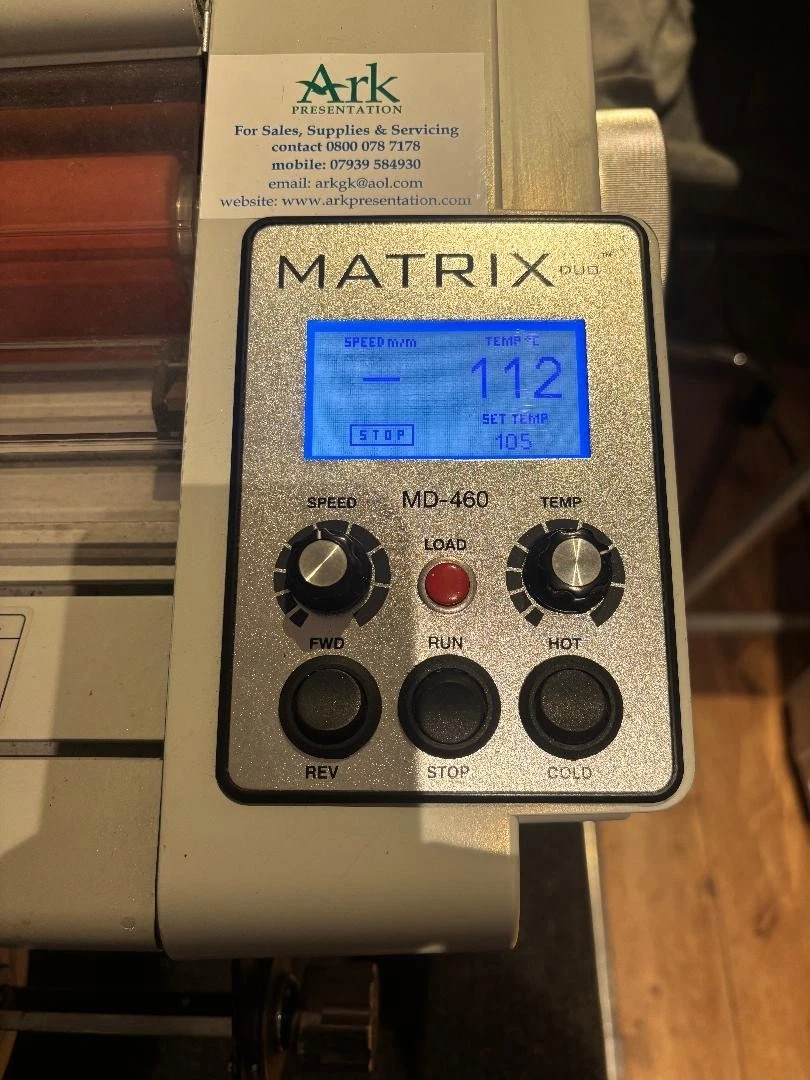 Ark
PRESENTATION
For Sales, Supplies & Servicing
contact 0800 078 7178
mobile: 07939 584930
email: arkgk@aol.com
website: www.arkpresentation.com
MATRIX DUO™
SPEED m/m TEMP °C
— 112
SET TEMP
STOP 105
SPEED MD-460 TEMP
LOAD
FWD RUN HOT
REV STOP COLD